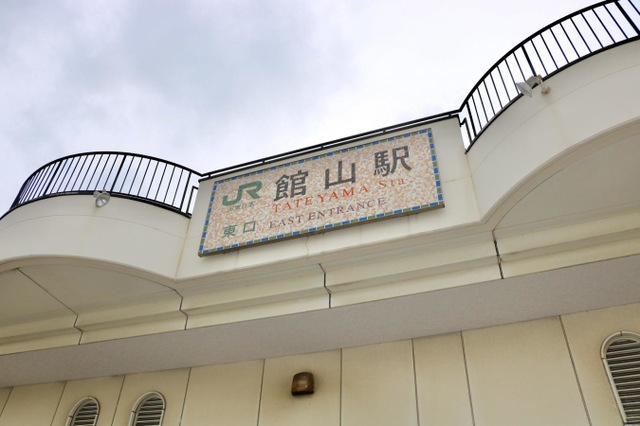 JR 館山駅
TATEYAMA STA
東口 EAST ENTRANCE